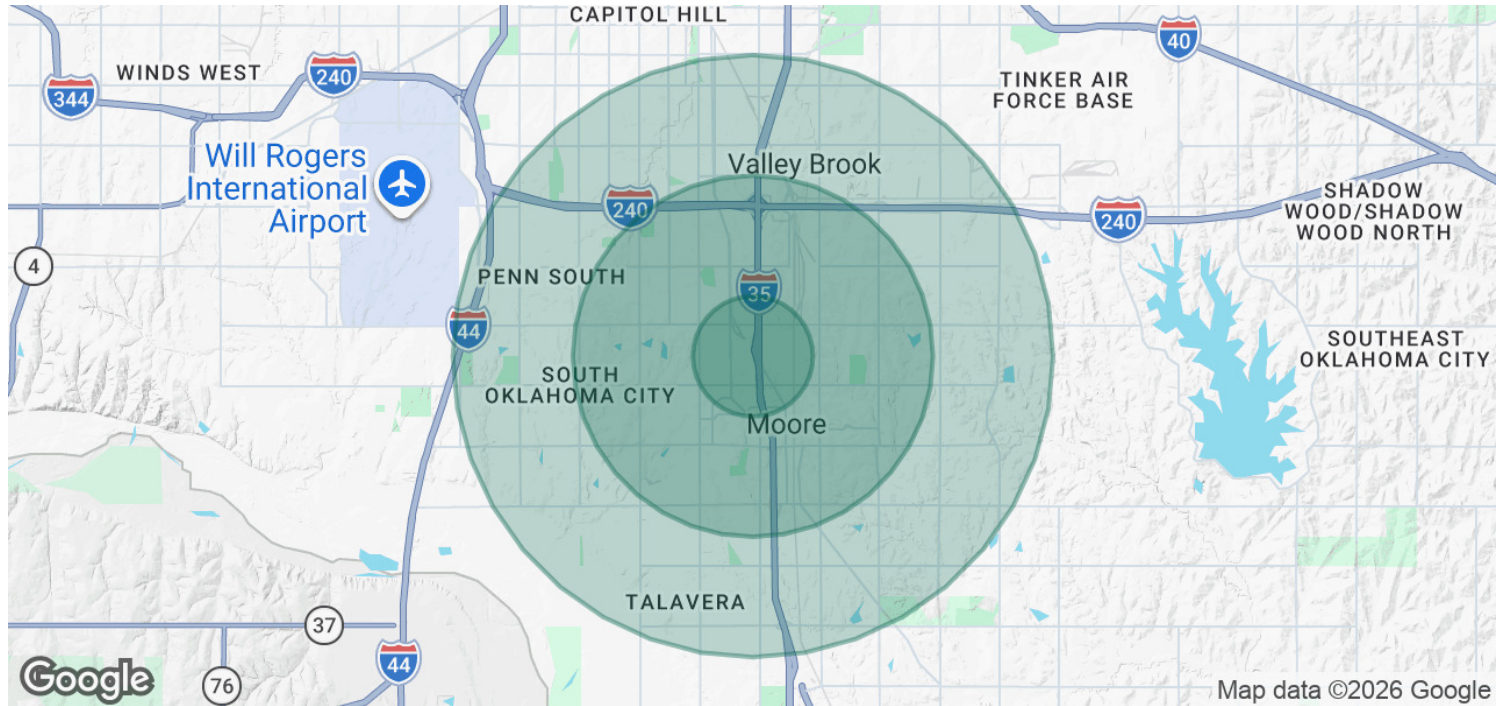 CAPITOL HILL
40
WINDS WEST
240
344
TINKER AIR
FORCE BASE
Will Rogers
International
Airport
Valley Brook
240
240
SHADOW
WOOD/SHADOW
WOOD NORTH
4
PENN SOUTH
35
44
SOUTHEAST
OKLAHOMA CITY
SOUTH
OKLAHOMA CITY
Moore
TALAVERA
37
44
76
Google
Map data ©2026 Google